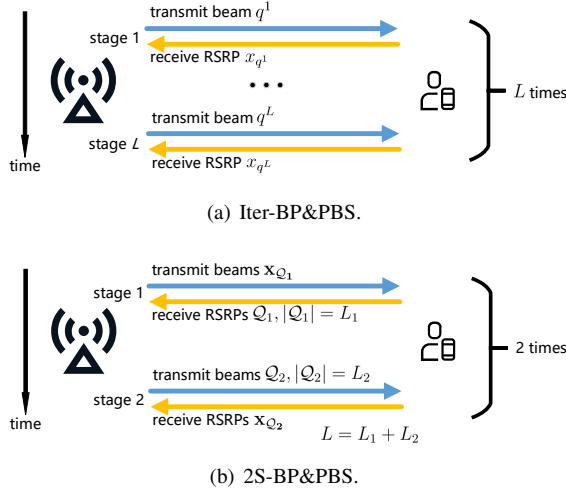 transmit beam q^1
stage 1
receive RSRP x_{q^1}
...
transmit beam q^L
stage L
receive RSRP x_{q^L}
L times
time
(a) Iter-BP&PBS.
transmit beams x_{Q_1}
stage 1
receive RSRPs Q_1, |Q_1| = L_1
transmit beams Q_2, |Q_2| = L_2
stage 2
receive RSRPs x_{Q_2}
2 times
time
L = L_1 + L_2
(b) 2S-BP&PBS.